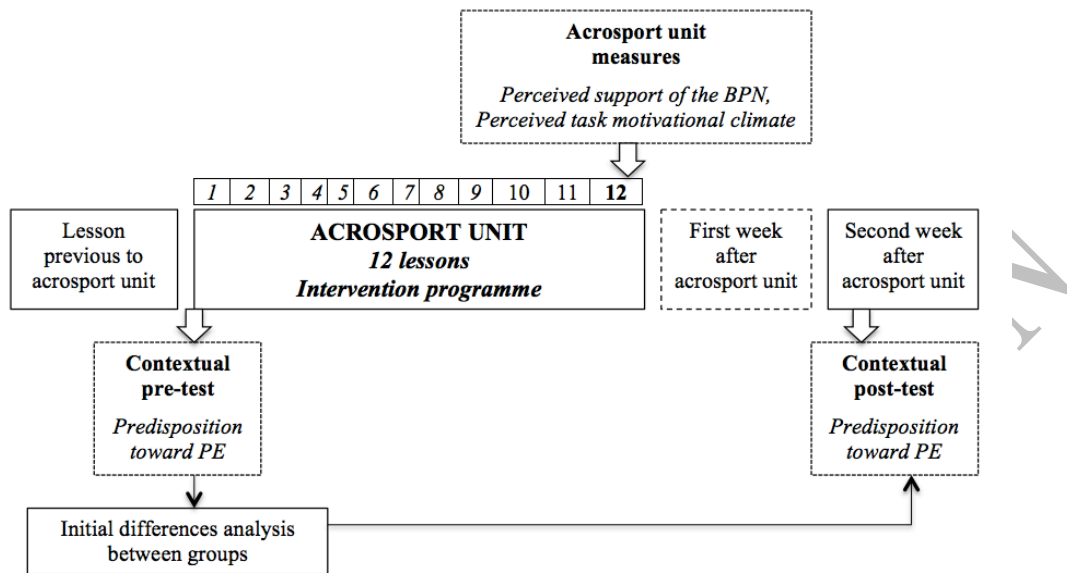 Acrosport unit
measures
Perceived support of the BPN,
Perceived task motivational climate
1 2 3 4 5 6 7 8 9 10 11 12
Lesson
previous to
acrosport unit
ACROSPORT UNIT
12 lessons
Intervention programme
First week
after
acrosport unit
Second week
after
acrosport unit
Contextual
pre-test
Predisposition
toward PE
Contextual
post-test
Predisposition
toward PE
Initial differences analysis
between groups